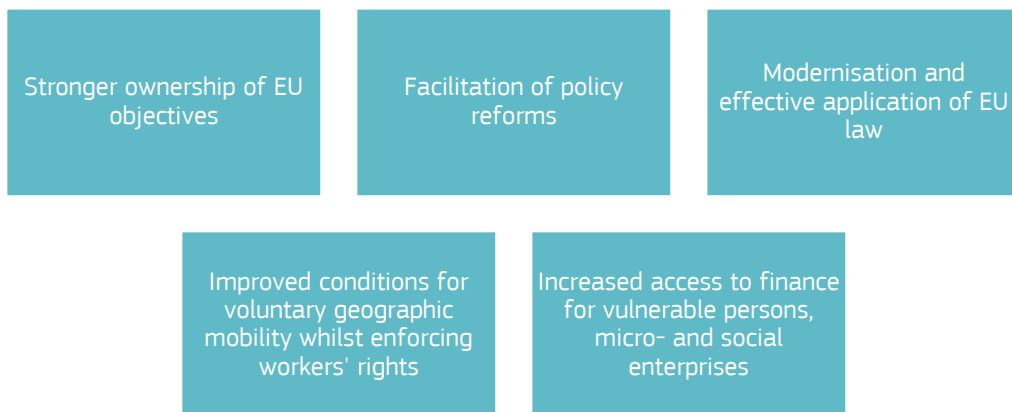 Stronger ownership of EU
objectives
Facilitation of policy
reforms
Modernisation and
effective application of EU
law
Improved conditions for
voluntary geographic
mobility whilst enforcing
workers' rights
Increased access to finance
for vulnerable persons,
micro- and social
enterprises